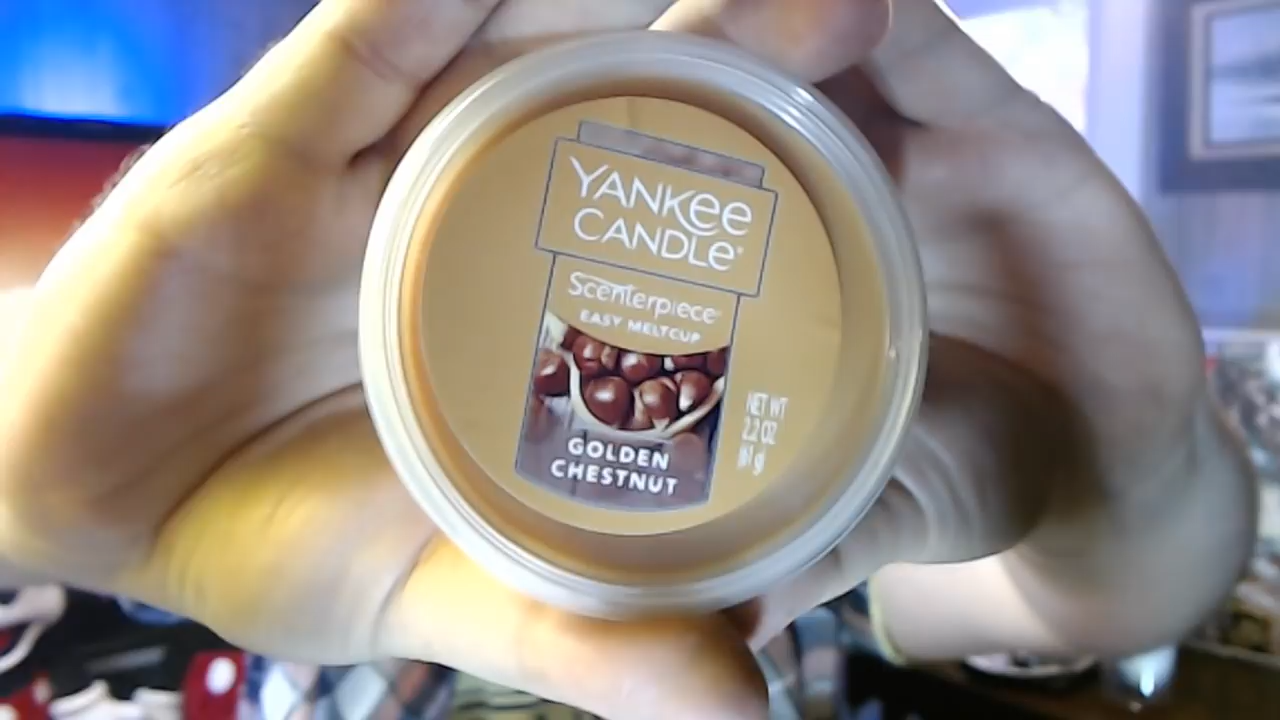 YANKEE
CANDLE®
Scenterpiece
EASY MELTCUP
GOLDEN
CHESTNUT
NET WT
2.2 OZ
(61 g)